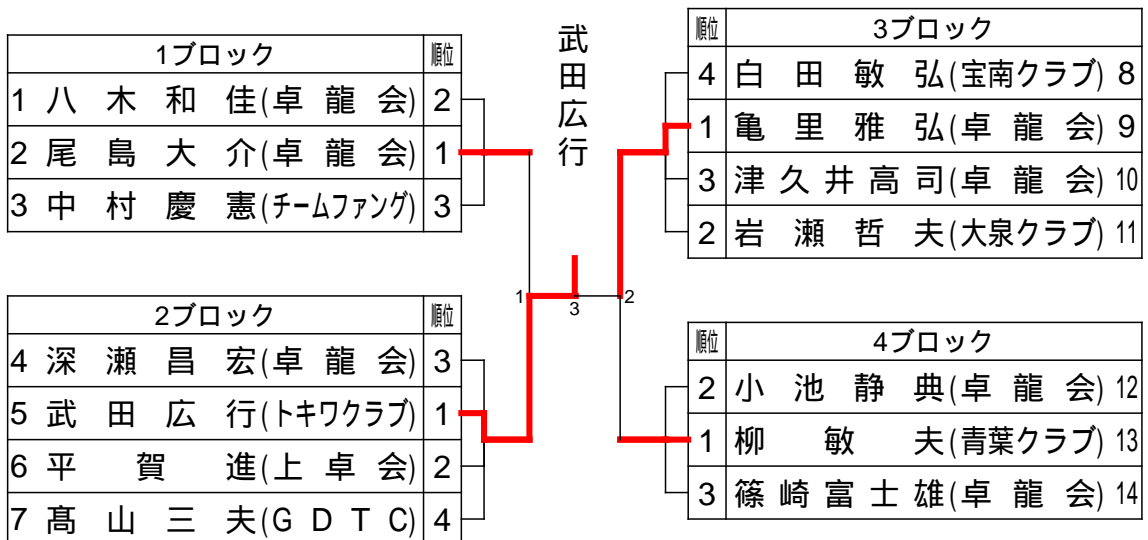 1ブロック 順位
1 八木和佳(卓龍会) 2
2 尾島大介(卓龍会) 1
3 中村慶憲(チームファング) 3
2ブロック 順位
4 深瀬昌宏(卓龍会) 3
5 武田広行(トキワクラブ) 1
6 平賀進(上卓会) 2
7 髙山三夫(GDTC) 4
武田広行
1
3
2
順位 3ブロック
4 白田敏弘(宝南クラブ) 8
1 亀里雅弘(卓龍会) 9
3 津久井高司(卓龍会) 10
2 岩瀬哲夫(大泉クラブ) 11
順位 4ブロック
2 小池静典(卓龍会) 12
1 柳敏夫(青葉クラブ) 13
3 篠崎富士雄(卓龍会) 14